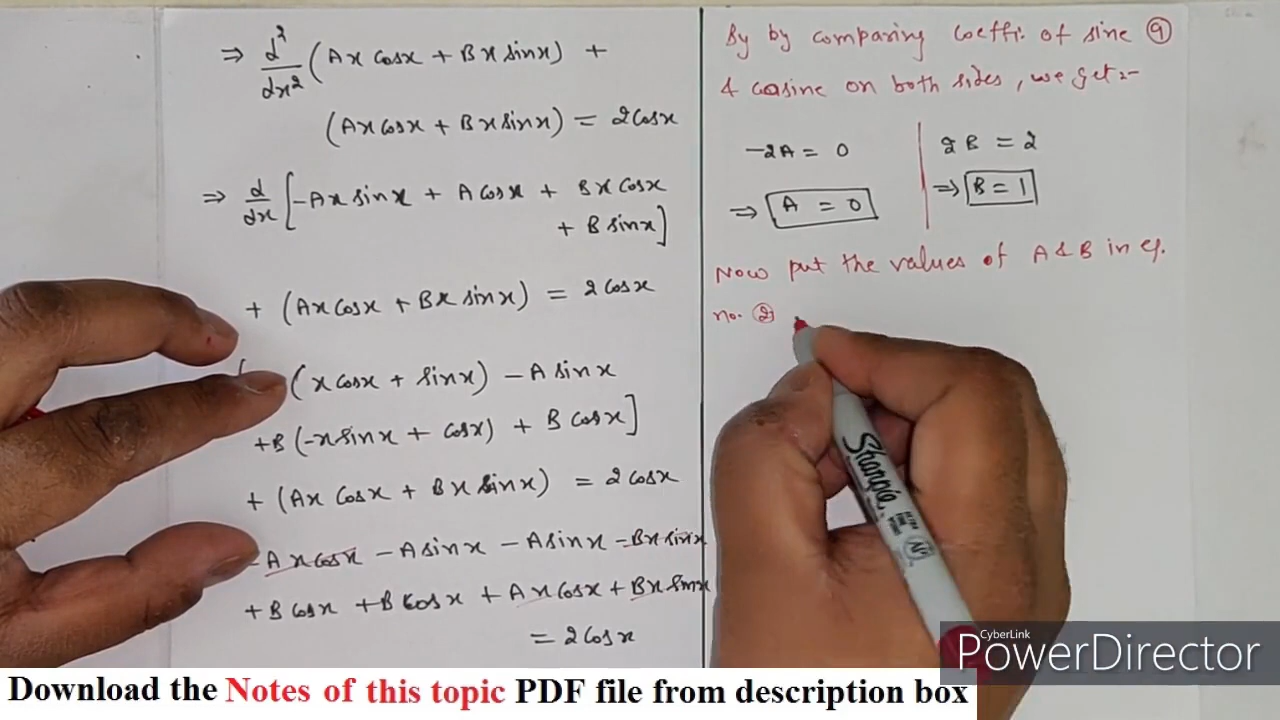 ⇒ d²/dx² (Ax cosx + Bx sinx) +
(Ax cosx + Bx sinx) = 2cosx
⇒ d/dx [-Ax sinx + A cosx + Bx cosx
+ B sinx]
+ (Ax cosx + Bx sinx) = 2cosx
(x cosx + sinx) - A sinx
+B (-x sinx + cosx) + B cosx]
+ (Ax cosx + Bx sinx) = 2cosx
- Ax cosx - A sinx - A sinx - Bx sinx
+ B cosx + B cosx + Ax cosx + Bx sinx
= 2 cosx
By by comparing Coeffi. of sine ⑨
& cosine on both sides, we get:-
-2A = 0
⇒ A = 0
2B = 2
⇒ B = 1
Now put the values of A & B in eq.
no. ②
Sharpie
CyberLink
PowerDirector
Download the Notes of this topic PDF file from description box